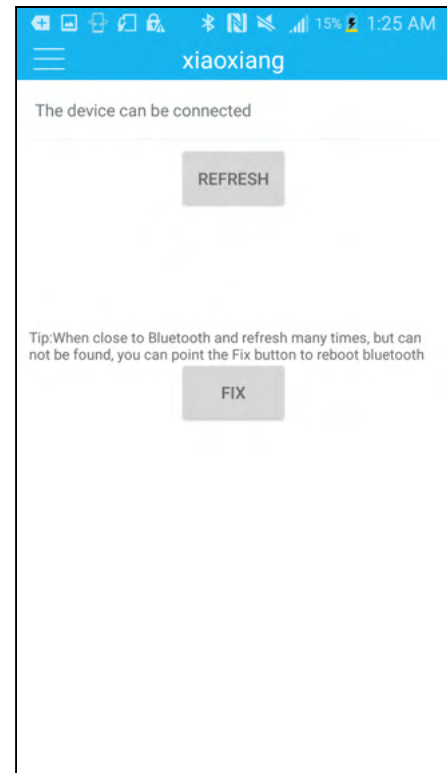 15% 1:25 AM
xiaoxiang
The device can be connected
REFRESH
Tip:When close to Bluetooth and refresh many times, but can
not be found, you can point the Fix button to reboot bluetooth
FIX